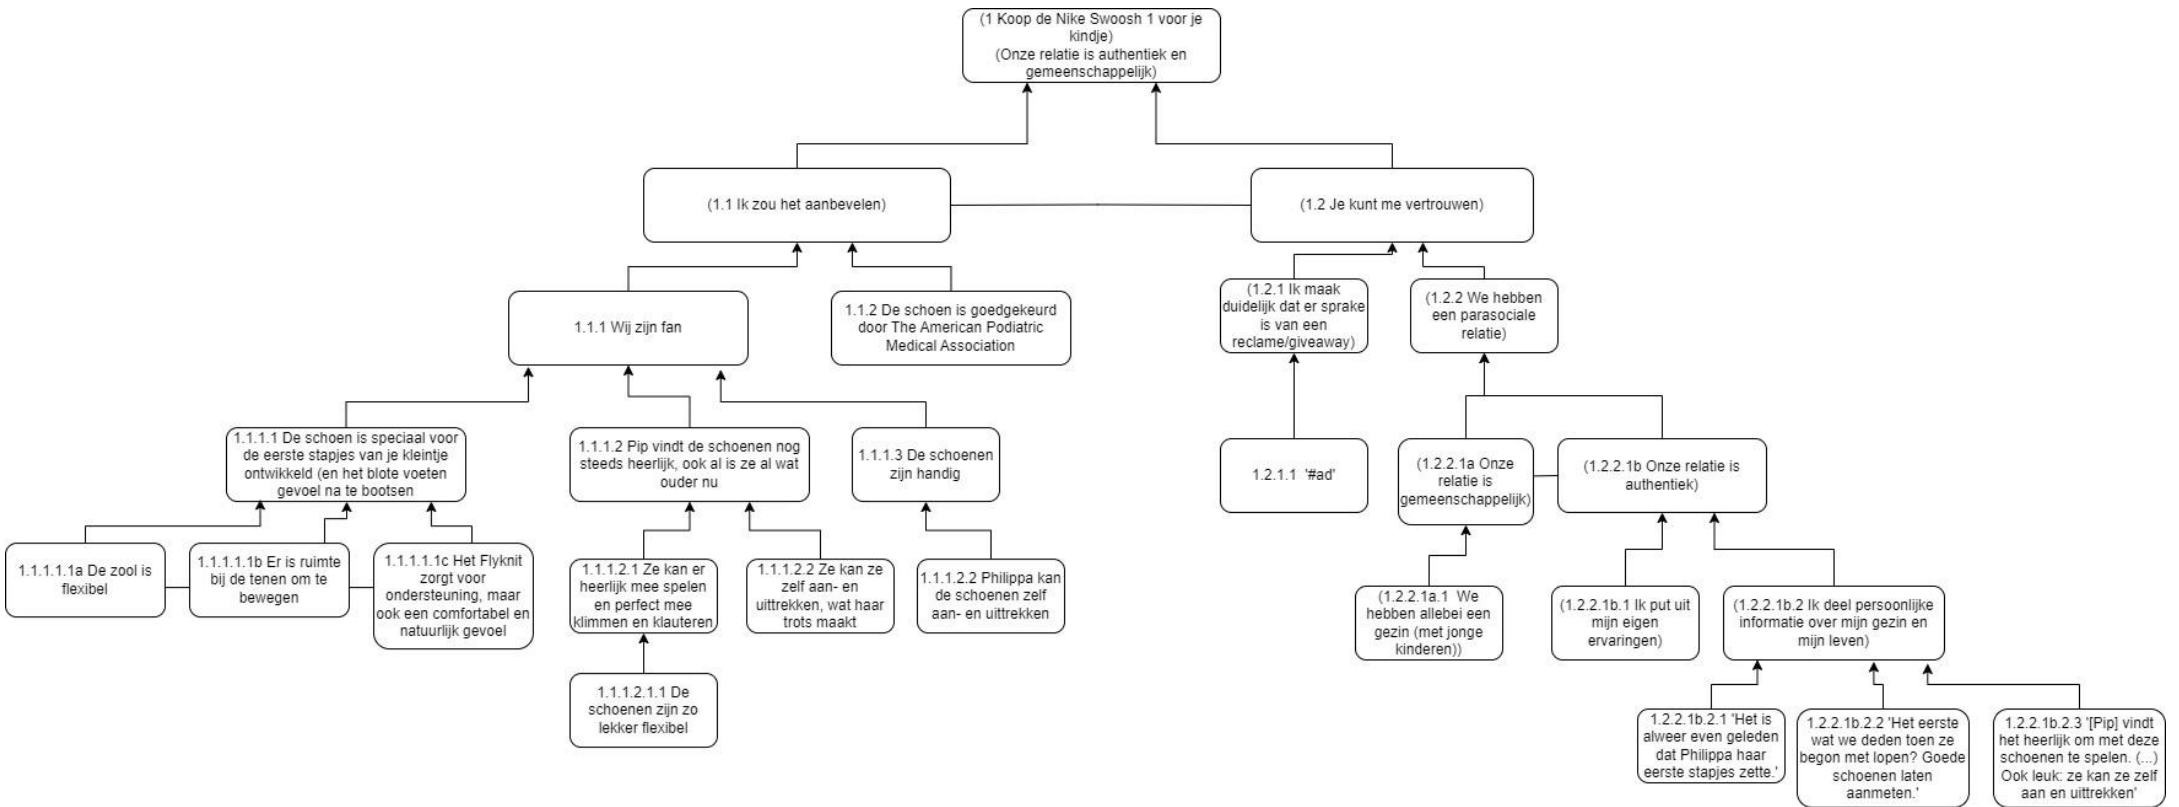 (1 Koop de Nike Swoosh 1 voor je
kindje)
(Onze relatie is authentiek en
gemeenschappelijk)
(1.1 Ik zou het aanbevelen)
(1.2 Je kunt me vertrouwen)
1.1.1 Wij zijn fan
1.1.2 De schoen is goedgekeurd
door The American Podiatric
Medical Association
(1.2.1 Ik maak
duidelijk dat er sprake
is van een
reclame/giveaway)
(1.2.2 We hebben
een parasociale
relatie)
1.1.1.1 De schoen is speciaal voor
de eerste stapjes van je kleintje
ontwikkeld (en het blote voeten
gevoel na te bootsen
1.1.1.2 Pip vindt de schoenen nog
steeds heerlijk, ook al is ze al wat
ouder nu
1.1.1.3 De schoenen
zijn handig
1.2.1.1 '#ad'
(1.2.2.1a Onze
relatie is
gemeenschappelijk)
(1.2.2.1b Onze relatie is
authentiek)
1.1.1.1.1a De zool is
flexibel
1.1.1.1.1b Er is ruimte
bij de tenen om te
bewegen
1.1.1.1.1c Het Flyknit
zorgt voor
ondersteuning, maar
ook een comfortabel en
natuurlijk gevoel
1.1.1.2.1 Ze kan er
heerlijk mee spelen
en perfect mee
klimmen en klauteren
1.1.1.2.2 Ze kan ze
zelf aan- en
uittrekken, wat haar
trots maakt
1.1.1.2.2 Philippa kan
de schoenen zelf
aan- en uittrekken
(1.2.2.1a.1 We
hebben allebei een
gezin (met jonge
kinderen))
(1.2.2.1b.1 Ik put uit
mijn eigen
ervaringen)
(1.2.2.1b.2 Ik deel persoonlijke
informatie over mijn gezin en
mijn leven)
1.1.1.2.1.1 De
schoenen zijn zo
lekker flexibel
1.2.2.1b.2.1 'Het is
alweer even geleden
dat Philippa haar
eerste stapjes zette.'
1.2.2.1b.2.2 'Het eerste
wat we deden toen ze
begon met lopen? Goede
schoenen laten
aanmeten.'
1.2.2.1b.2.3 '[Pip] vindt
het heerlijk om met deze
schoenen te spelen. (...)
Ook leuk: ze kan ze zelf
aan en uittrekken'